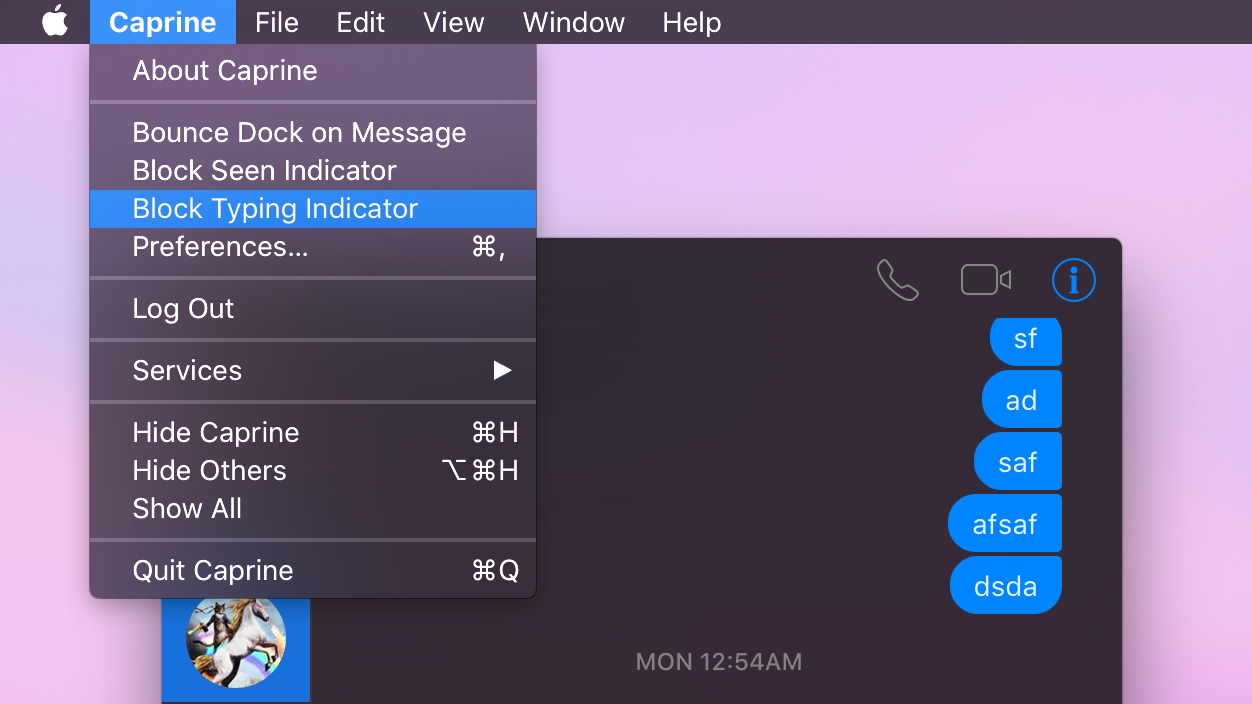 Caprine File Edit View Window Help
About Caprine
Bounce Dock on Message
Block Seen Indicator
Block Typing Indicator
Preferences... ⌘,
Log Out
Services ▶
Hide Caprine ⌘H
Hide Others ⌥⌘H
Show All
Quit Caprine ⌘Q
sf
ad
saf
afsaf
dsda
MON 12:54AM